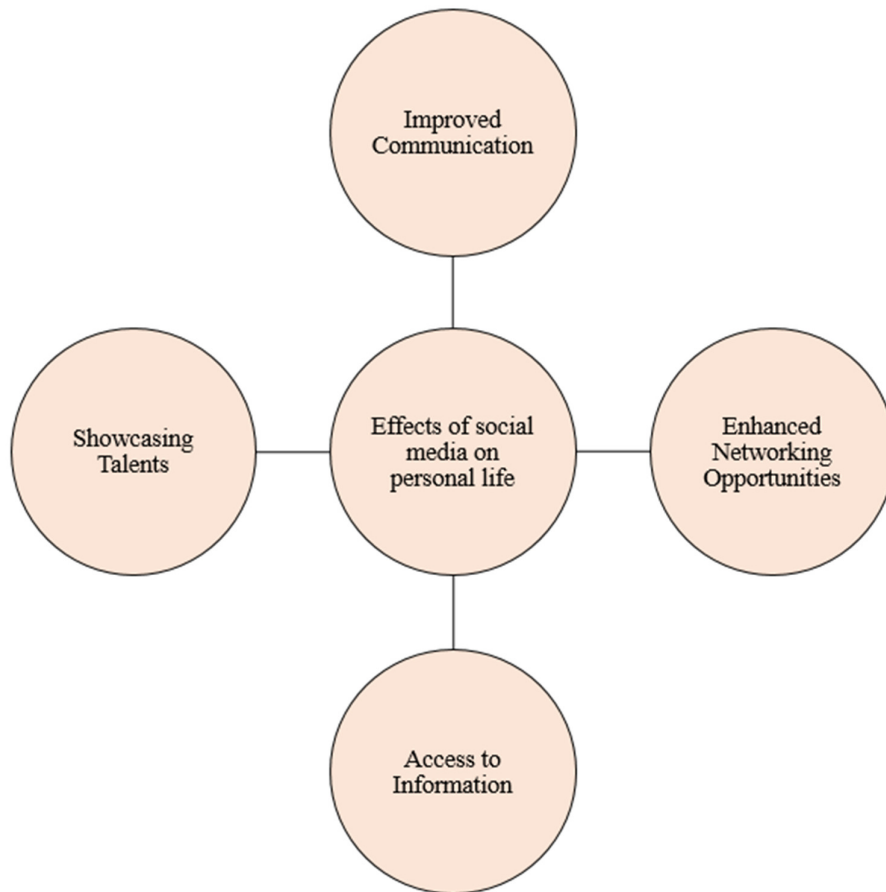 Improved
Communication
Showcasing
Talents
Effects of social
media on
personal life
Enhanced
Networking
Opportunities
Access to
Information